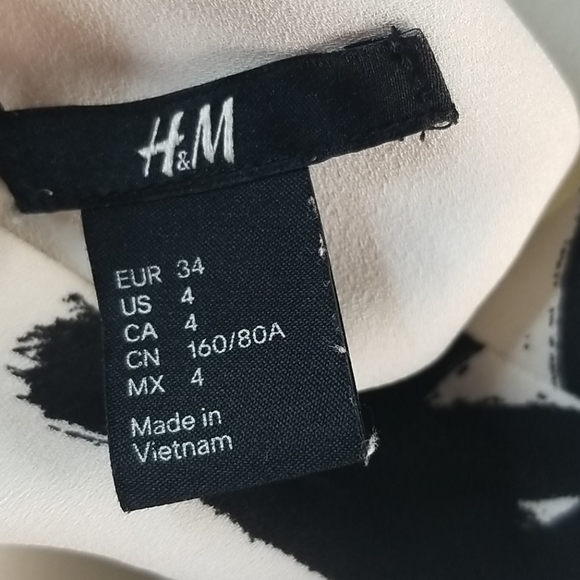 H&M
EUR 34
US 4
CA 4
CN 160/80A
MX 4
Made in
Vietnam